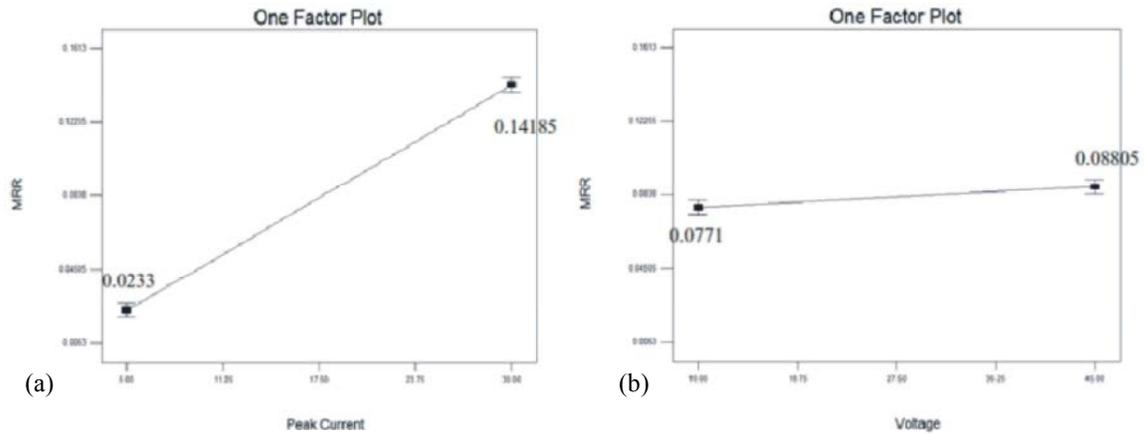 One Factor Plot
0.1613
0.12255
0.14185
MRR
0.0838
0.04505
0.0233
0.0063
5.00 11.25 17.50 23.75 30.00
(a)
Peak Current
One Factor Plot
0.1613
0.12255
0.08805
MRR
0.0838
0.0771
0.04505
0.0063
10.00 18.75 27.50 36.25 45.00
(b)
Voltage